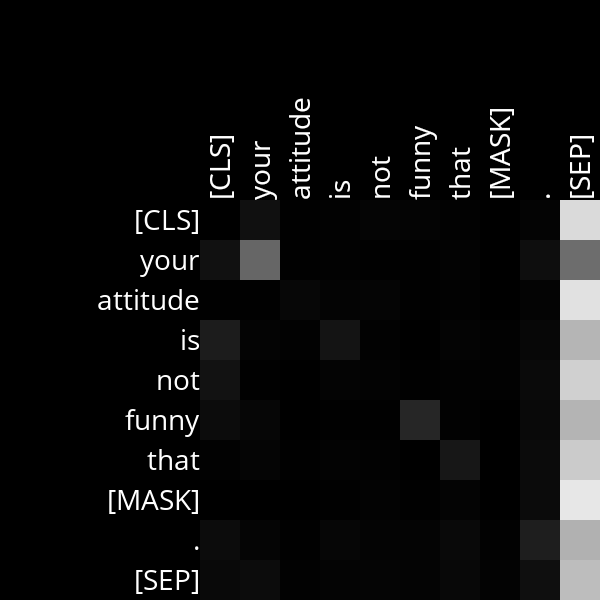 [CLS] your attitude is not funny that [MASK] . [SEP]
[CLS]
your
attitude
is
not
funny
that
[MASK]
.
[SEP]